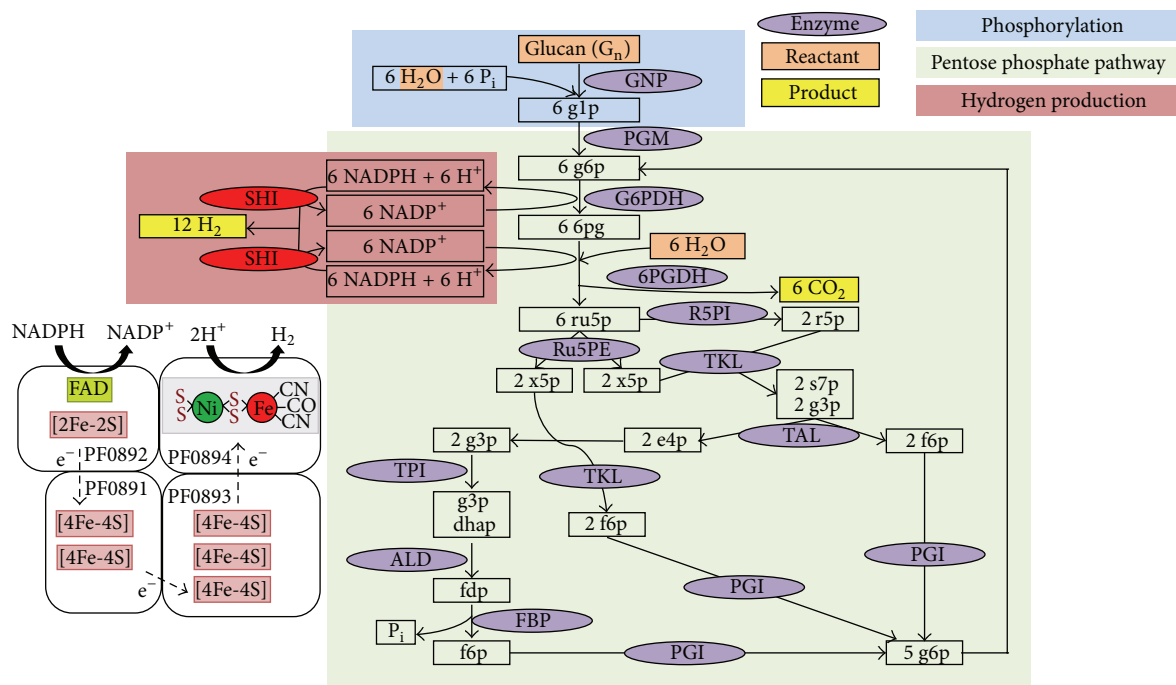 Enzyme
Reactant
Product
Phosphorylation
Pentose phosphate pathway
Hydrogen production
Glucan (Gₙ)
6 H₂O + 6 Pᵢ
GNP
6 g1p
PGM
6 g6p
6 NADPH + 6 H⁺
SHI
G6PDH
6 NADP⁺
12 H₂
6 6pg
6 NADP⁺
6 H₂O
SHI
6 NADPH + 6 H⁺
6PGDH
6 CO₂
6 ru5p
R5PI
2 r5p
Ru5PE
TKL
2 x5p
2 x5p
2 s7p
2 g3p
TAL
2 g3p
2 e4p
2 f6p
TPI
TKL
g3p
dhap
2 f6p
ALD
PGI
PGI
fdp
FBP
Pᵢ
f6p
PGI
5 g6p
NADPH
NADP⁺
2H⁺
H₂
FAD
[2Fe-2S]
S
S
Ni
S
S
Fe
CN
CO
CN
e⁻
PF0892
PF0894
e⁻
PF0891
PF0893
[4Fe-4S]
[4Fe-4S]
[4Fe-4S]
[4Fe-4S]
[4Fe-4S]
e⁻